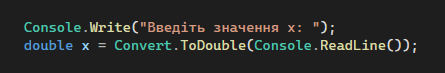 Console.Write("Введіть значення x: ");
double x = Convert.ToDouble(Console.ReadLine());